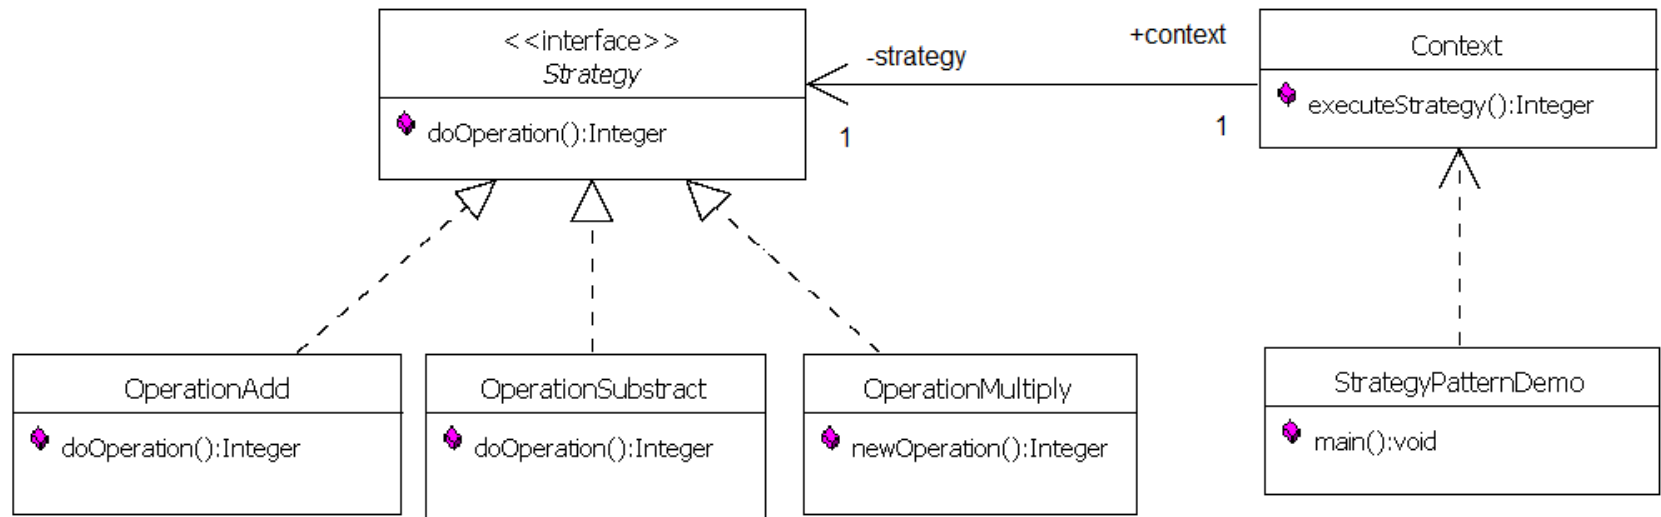 <<interface>>
Strategy
doOperation():Integer
-strategy
+context
1
1
Context
executeStrategy():Integer
OperationAdd
doOperation():Integer
OperationSubstract
doOperation():Integer
OperationMultiply
newOperation():Integer
StrategyPatternDemo
main():void